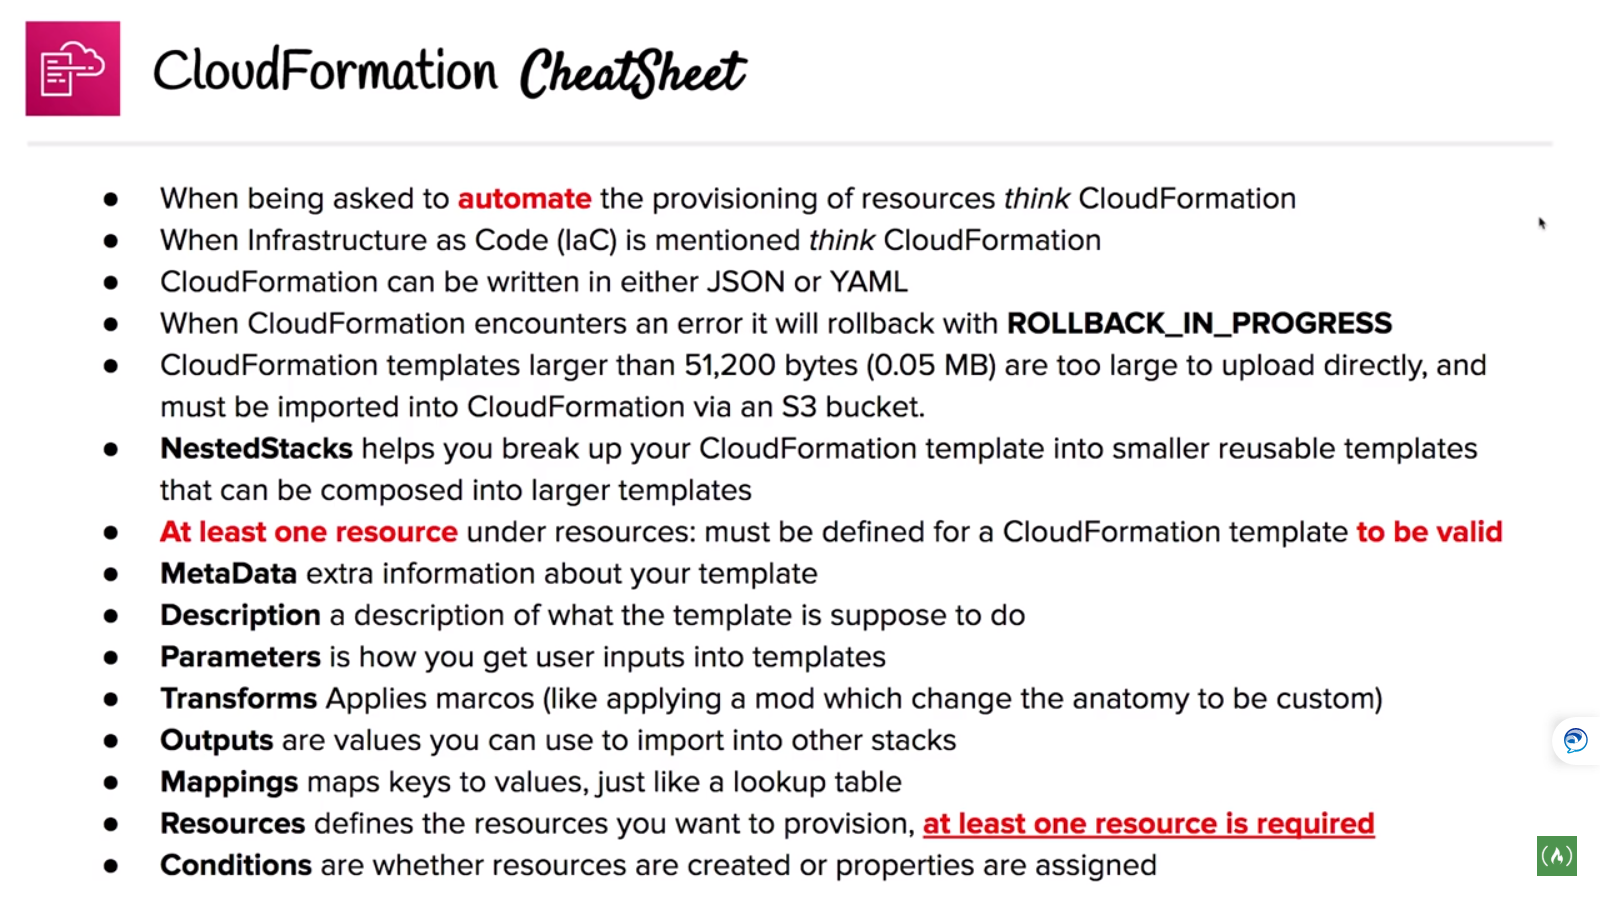 CloudFormation CheatSheet
● When being asked to automate the provisioning of resources think CloudFormation
● When Infrastructure as Code (IaC) is mentioned think CloudFormation
● CloudFormation can be written in either JSON or YAML
● When CloudFormation encounters an error it will rollback with ROLLBACK_IN_PROGRESS
● CloudFormation templates larger than 51,200 bytes (0.05 MB) are too large to upload directly, and
must be imported into CloudFormation via an S3 bucket.
● NestedStacks helps you break up your CloudFormation template into smaller reusable templates
that can be composed into larger templates
● At least one resource under resources: must be defined for a CloudFormation template to be valid
● MetaData extra information about your template
● Description a description of what the template is suppose to do
● Parameters is how you get user inputs into templates
● Transforms Applies marcos (like applying a mod which change the anatomy to be custom)
● Outputs are values you can use to import into other stacks
● Mappings maps keys to values, just like a lookup table
● Resources defines the resources you want to provision, at least one resource is required
● Conditions are whether resources are created or properties are assigned